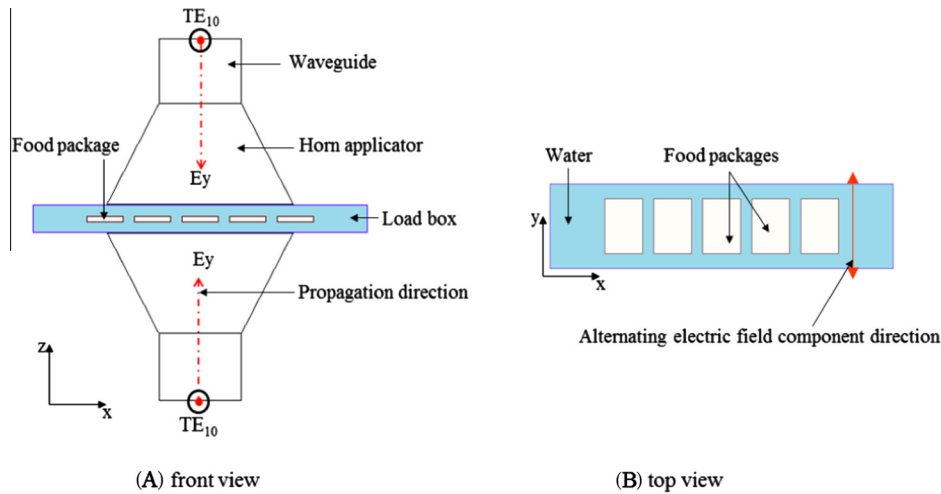 TE10
Waveguide
Food package
Horn applicator
Ey
Load box
Ey
Propagation direction
z
x
TE10
(A) front view
Water
Food packages
y
x
Alternating electric field component direction
(B) top view